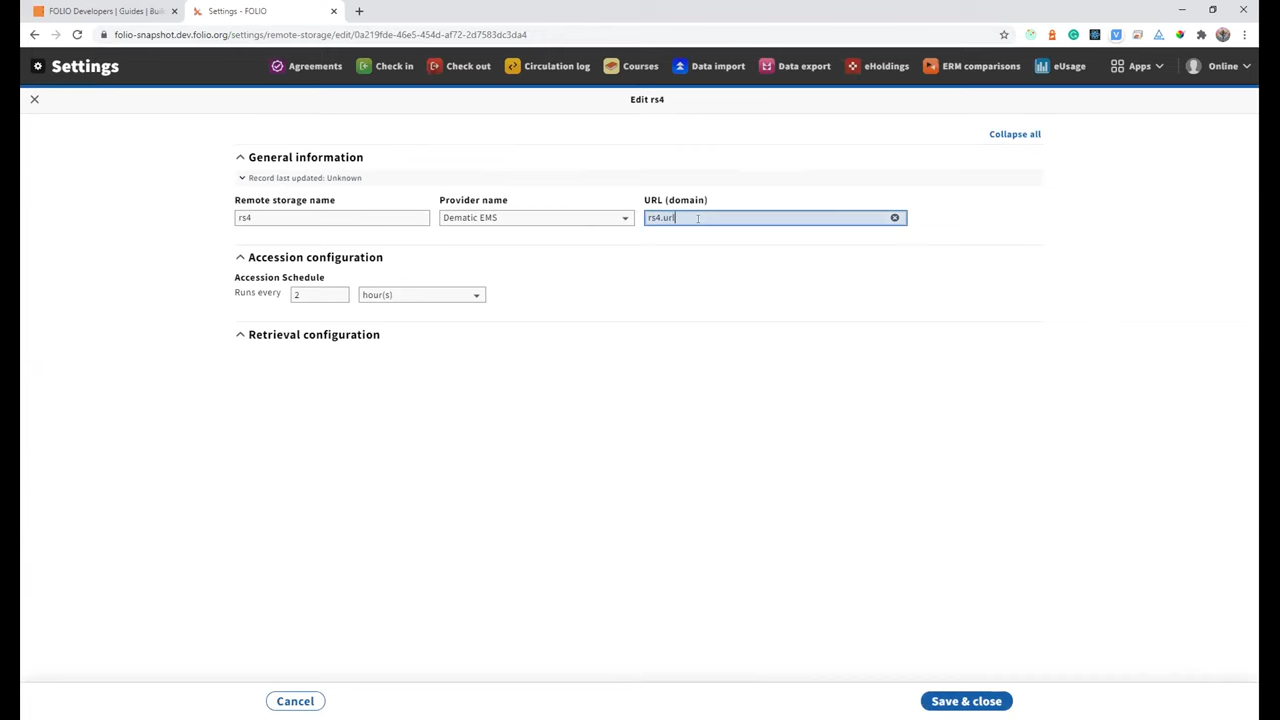 FOLIO Developers | Guides | Buil
Settings - FOLIO
folio-snapshot.dev.folio.org/settings/remote-storage/edit/0a219fde-46e5-454d-af72-2d7583dc3da4
Settings
Agreements
Check in
Check out
Circulation log
Courses
Data import
Data export
eHoldings
ERM comparisons
eUsage
Apps
Online
Edit rs4
Collapse all
General information
Record last updated: Unknown
Remote storage name
Provider name
URL (domain)
rs4
Dematic EMS
rs4.url
Accession configuration
Accession Schedule
Runs every
2
hour(s)
Retrieval configuration
Cancel
Save & close